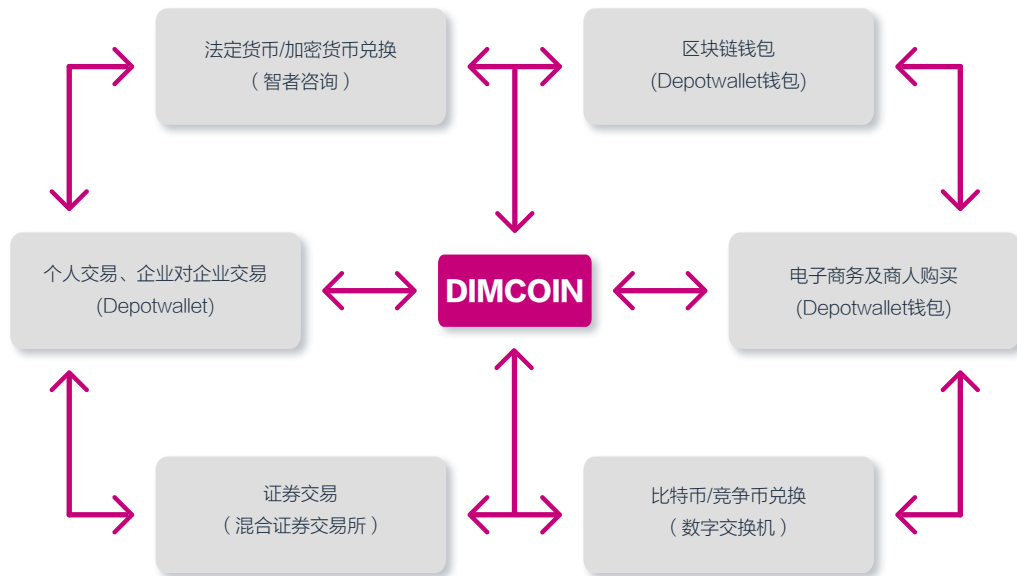 法定货币/加密货币兑换
（智者咨询）
区块链钱包
(Depotwallet钱包)
个人交易、企业对企业交易
(Depotwallet)
DIMCOIN
电子商务及商人购买
(Depotwallet钱包)
证券交易
（混合证券交易所）
比特币/竞争币兑换
（数字交换机）